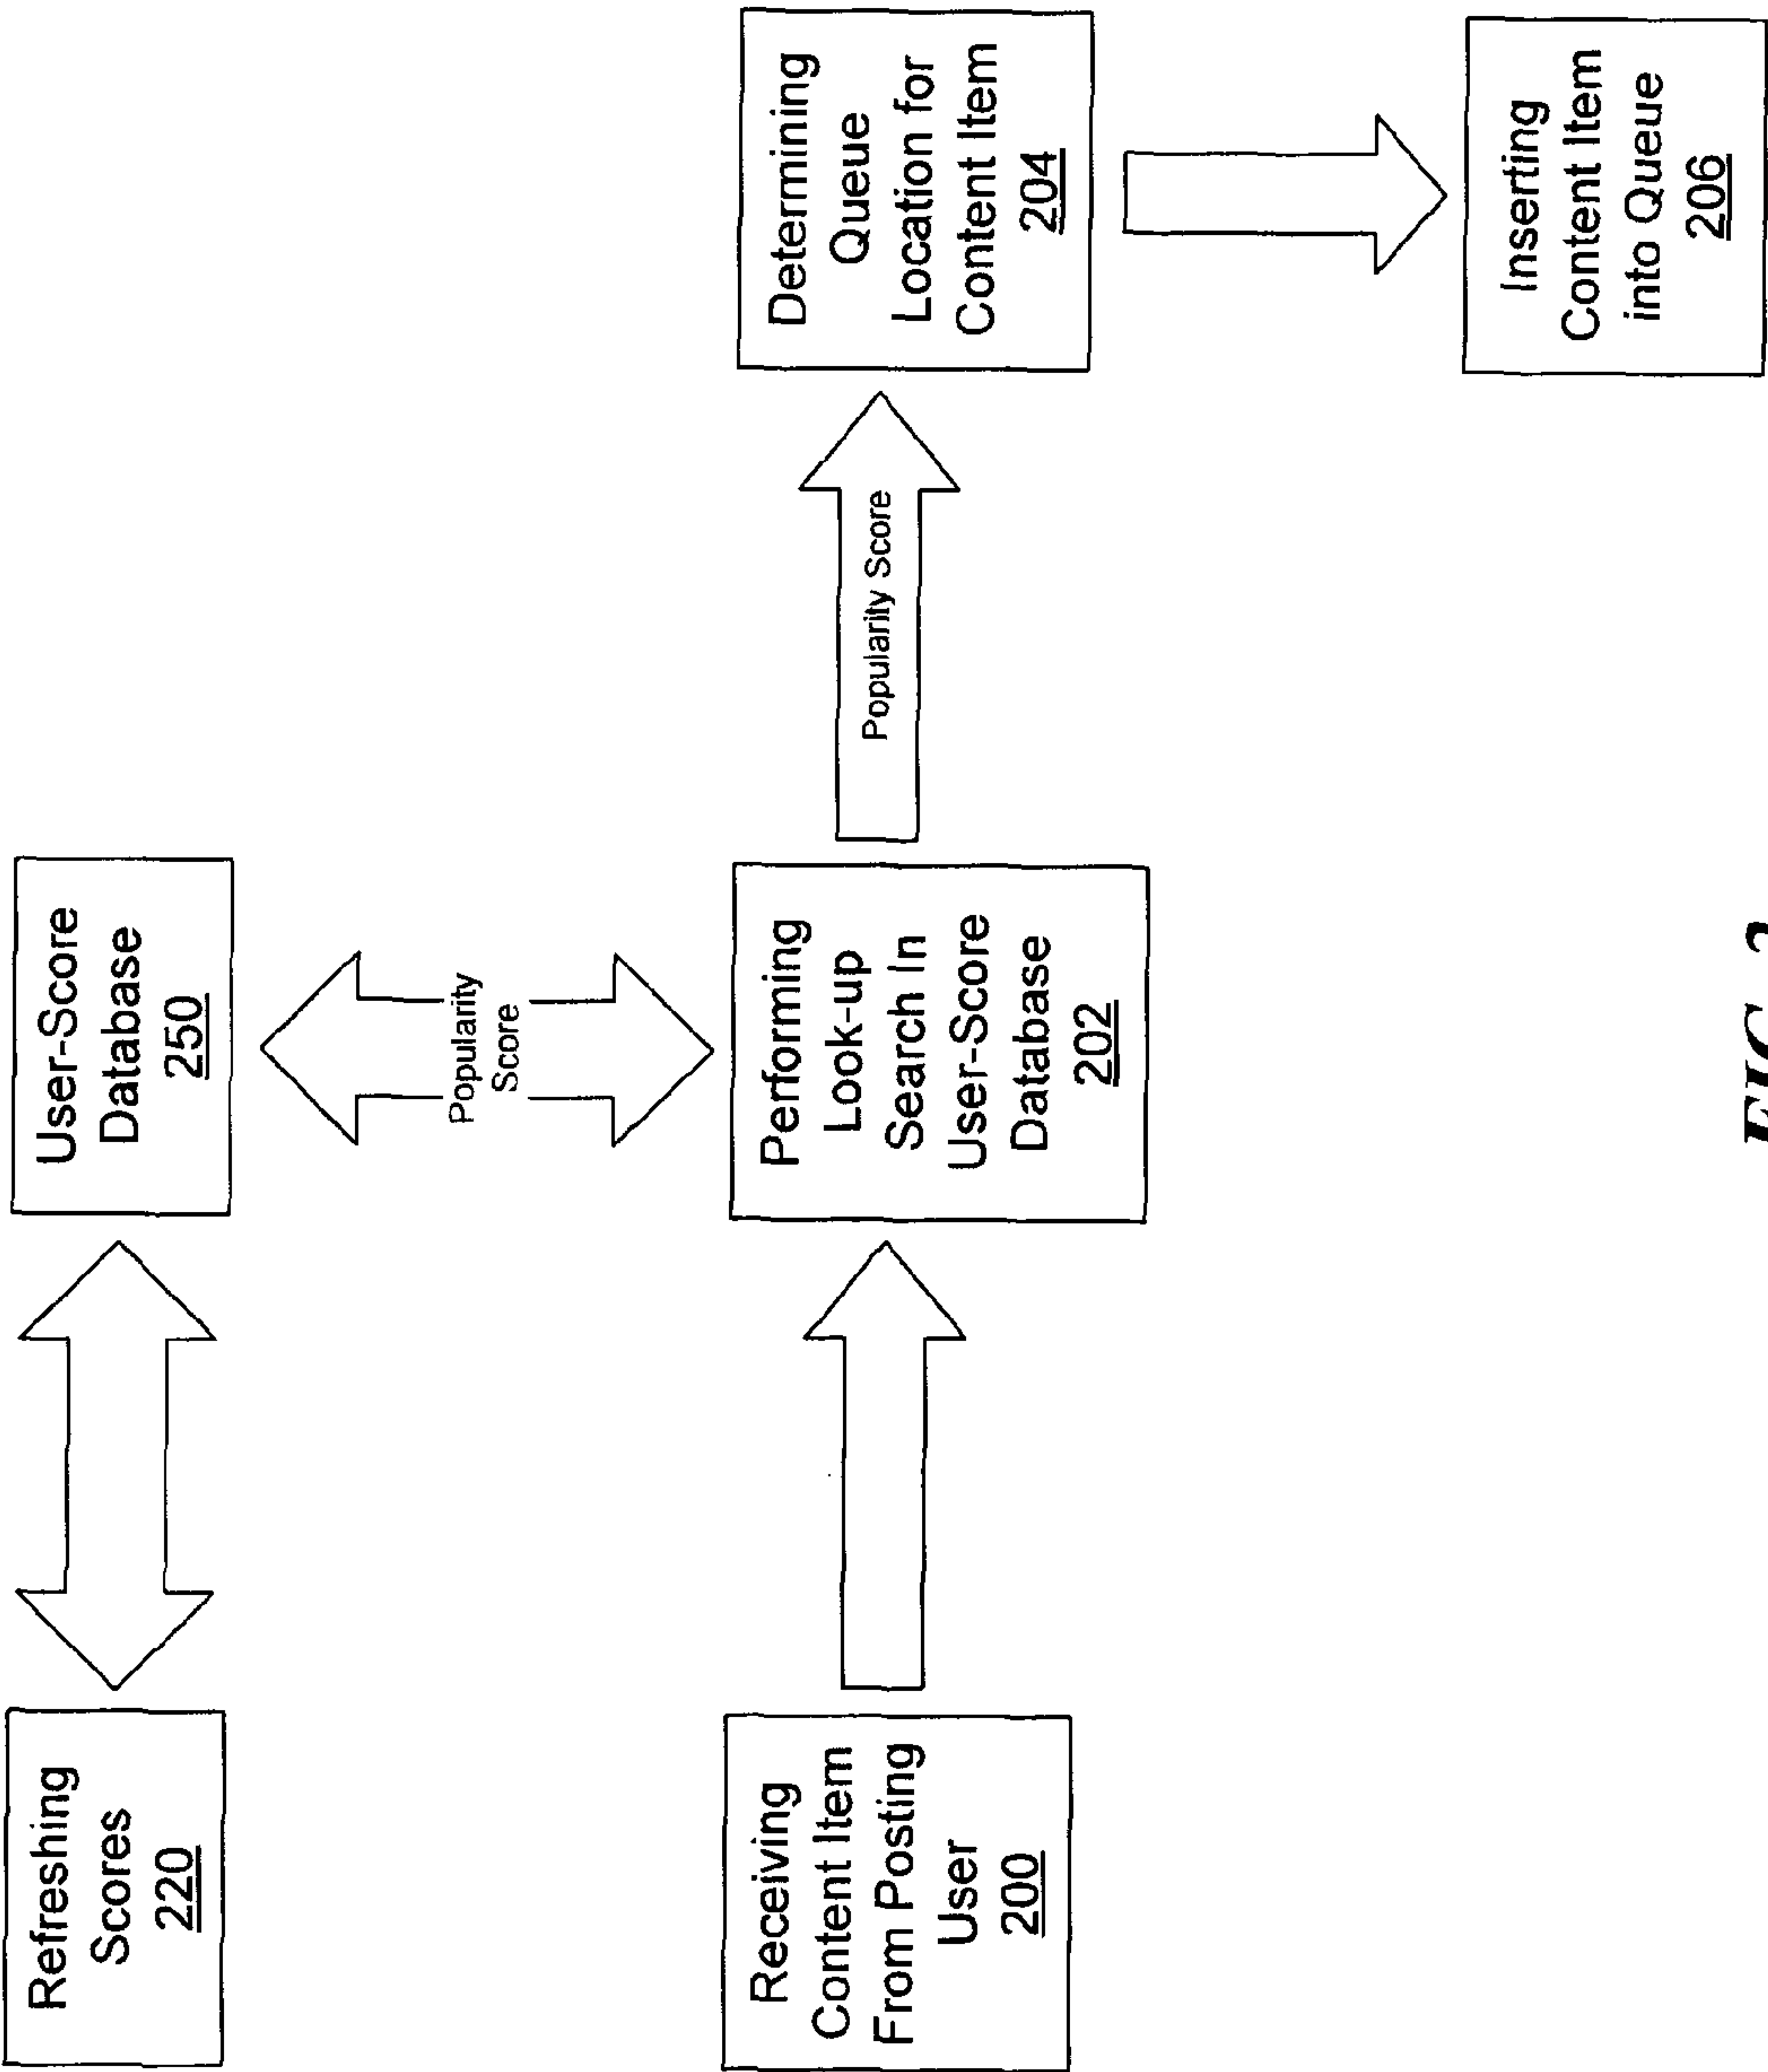 Refreshing
Scores
220
User-Score
Database
250
Popularity
Score
Receiving
Content Item
From Posting
User
200
Performing
Look-up
Search In
User-Score
Database
202
Popularity Score
Determining
Queue
Location for
Content Item
204
Inserting
Content Item
into Queue
206
FIG.